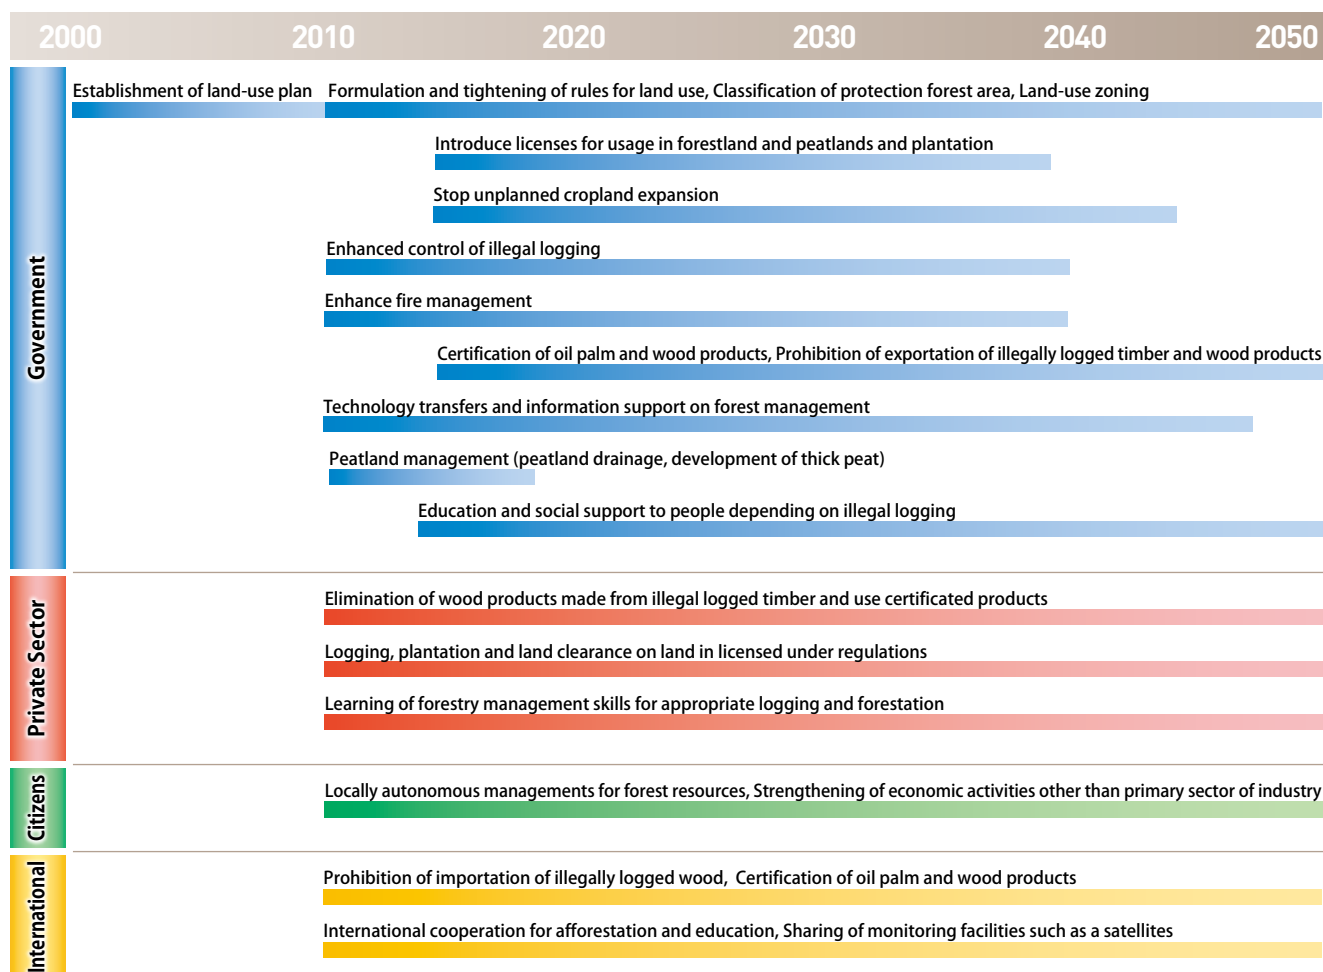 2000 2010 2020 2030 2040 2050
Government
Establishment of land-use plan
Formulation and tightening of rules for land use, Classification of protection forest area, Land-use zoning
Introduce licenses for usage in forestland and peatlands and plantation
Stop unplanned cropland expansion
Enhanced control of illegal logging
Enhance fire management
Certification of oil palm and wood products, Prohibition of exportation of illegally logged timber and wood products
Technology transfers and information support on forest management
Peatland management (peatland drainage, development of thick peat)
Education and social support to people depending on illegal logging
Private Sector
Elimination of wood products made from illegal logged timber and use certificated products
Logging, plantation and land clearance on land in licensed under regulations
Learning of forestry management skills for appropriate logging and forestation
Citizens
Locally autonomous managements for forest resources, Strengthening of economic activities other than primary sector of industry
International
Prohibition of importation of illegally logged wood, Certification of oil palm and wood products
International cooperation for afforestation and education, Sharing of monitoring facilities such as a satellites